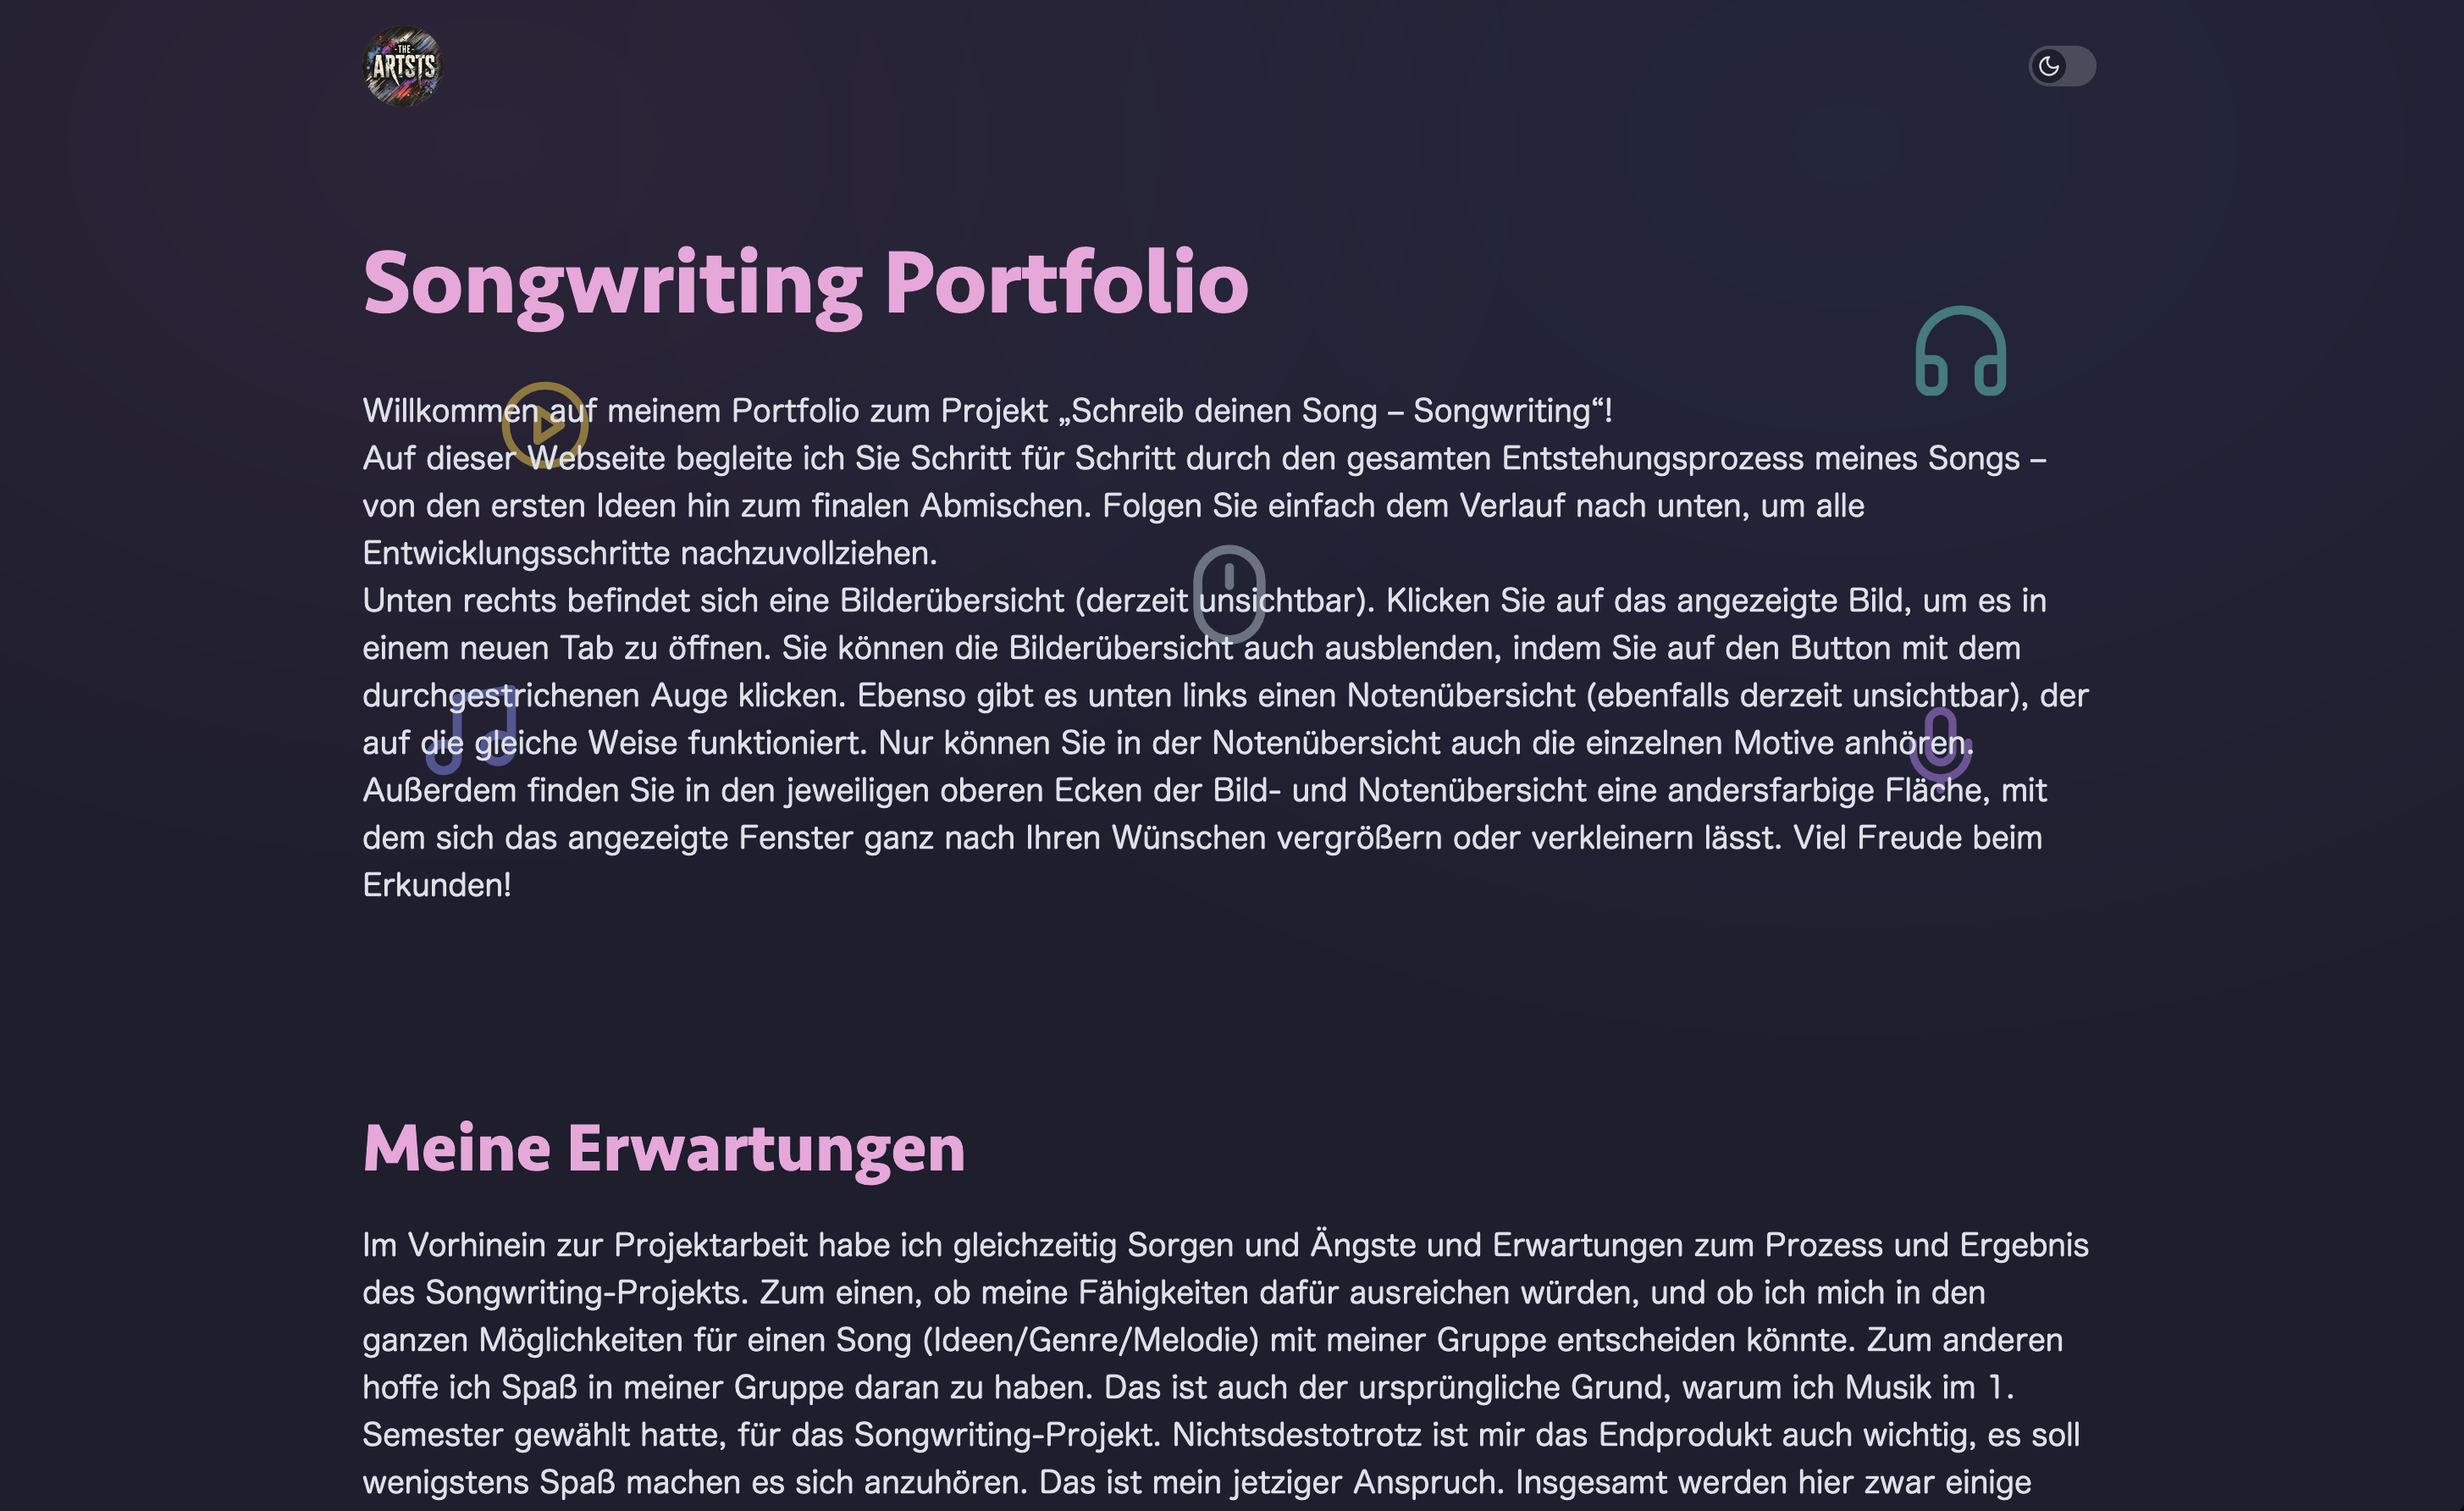 -THE-
ARTSTS
Songwriting Portfolio
Willkommen auf meinem Portfolio zum Projekt „Schreib deinen Song – Songwriting“!
Auf dieser Webseite begleite ich Sie Schritt für Schritt durch den gesamten Entstehungsprozess meines Songs –
von den ersten Ideen hin zum finalen Abmischen. Folgen Sie einfach dem Verlauf nach unten, um alle
Entwicklungsschritte nachzuvollziehen.
Unten rechts befindet sich eine Bilderübersicht (derzeit unsichtbar). Klicken Sie auf das angezeigte Bild, um es in
einem neuen Tab zu öffnen. Sie können die Bilderübersicht auch ausblenden, indem Sie auf den Button mit dem
durchgestrichenen Auge klicken. Ebenso gibt es unten links einen Notenübersicht (ebenfalls derzeit unsichtbar), der
auf die gleiche Weise funktioniert. Nur können Sie in der Notenübersicht auch die einzelnen Motive anhören.
Außerdem finden Sie in den jeweiligen oberen Ecken der Bild- und Notenübersicht eine andersfarbige Fläche, mit
dem sich das angezeigte Fenster ganz nach Ihren Wünschen vergrößern oder verkleinern lässt. Viel Freude beim
Erkunden!
Meine Erwartungen
Im Vorhinein zur Projektarbeit habe ich gleichzeitig Sorgen und Ängste und Erwartungen zum Prozess und Ergebnis
des Songwriting-Projekts. Zum einen, ob meine Fähigkeiten dafür ausreichen würden, und ob ich mich in den
ganzen Möglichkeiten für einen Song (Ideen/Genre/Melodie) mit meiner Gruppe entscheiden könnte. Zum anderen
hoffe ich Spaß in meiner Gruppe daran zu haben. Das ist auch der ursprüngliche Grund, warum ich Musik im 1.
Semester gewählt hatte, für das Songwriting-Projekt. Nichtsdestotrotz ist mir das Endprodukt auch wichtig, es soll
wenigstens Spaß machen es sich anzuhören. Das ist mein jetziger Anspruch. Insgesamt werden hier zwar einige